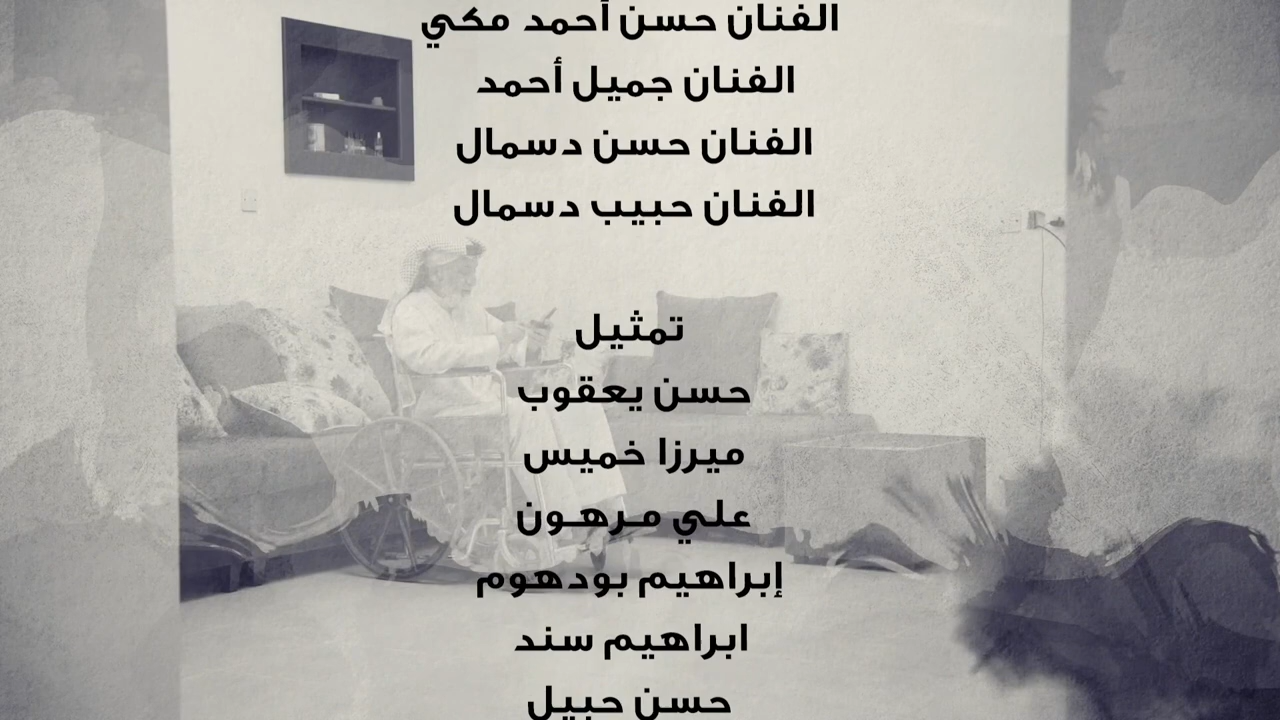 الفنان حسن أحمد مكي
الفنان جميل أحمد
الفنان حسن دسمال
الفنان حبيب دسمال
تمثيل
حسن يعقوب
ميرزا خميس
علي مرهون
إبراهيم بودهوم
ابراهيم سند
حسن حبيل